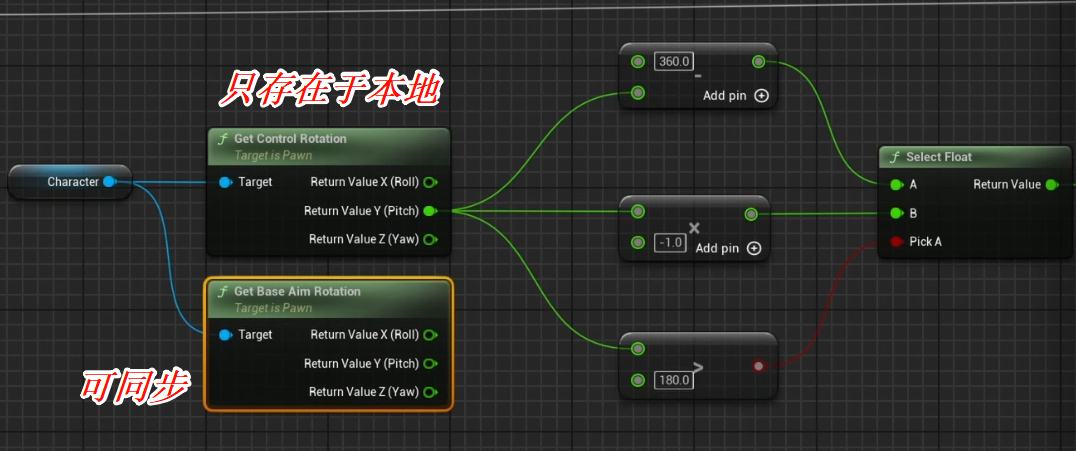 只存在于本地
360.0
-
Add pin
f Get Control Rotation
Target is Pawn
Character
Target
Return Value X (Roll)
Return Value Y (Pitch)
Return Value Z (Yaw)
×
-1.0
Add pin
f Select Float
A
Return Value
B
Pick A
f Get Base Aim Rotation
Target is Pawn
Target
Return Value X (Roll)
Return Value Y (Pitch)
Return Value Z (Yaw)
>
180.0
可同步